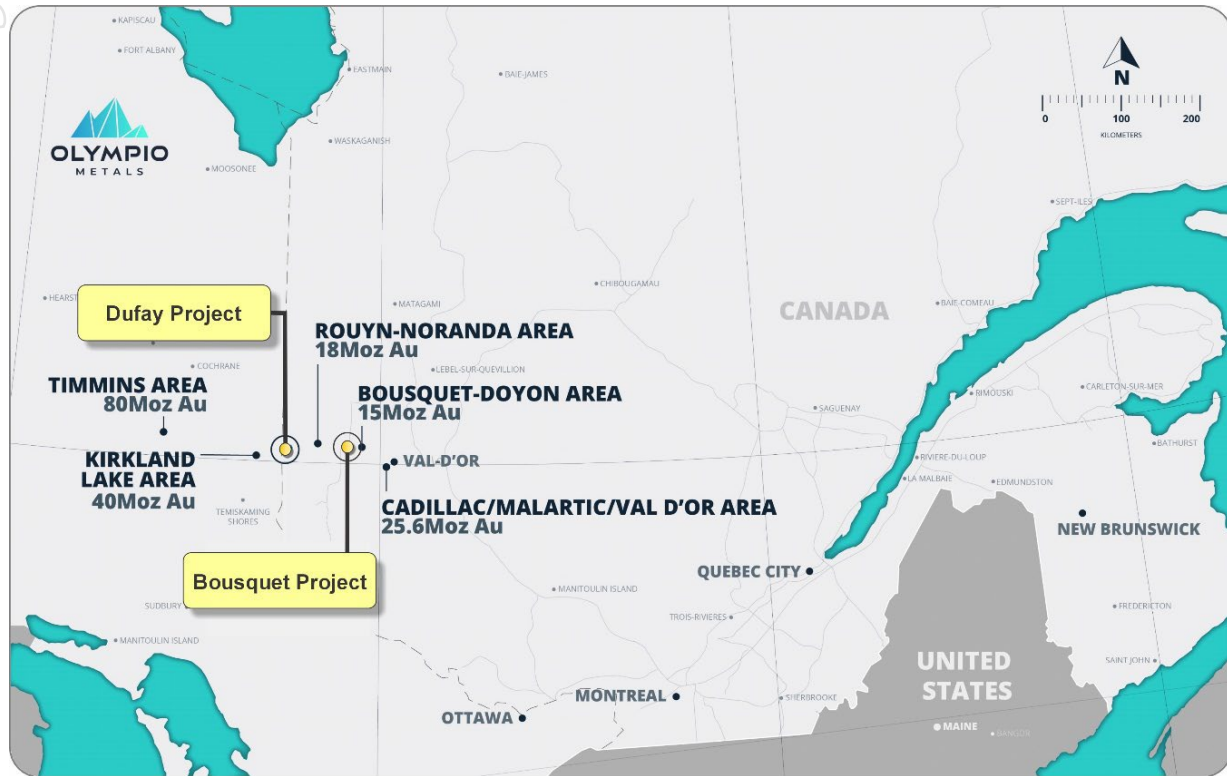 KAPISCAU
FORT ALBANY
EASTMAIN
BAIE-JAMES
N
0 100 200
KILOMETERS
OLYMPIO
METALS
WASKAGANISH
MOOSONEE
SEPT-ILES
HEARST
MATAGAMI
CHIBOUGAMAU
CANADA
BAIE-COMEAU
Dufay Project
ROUYN-NORANDA AREA
18Moz Au
COCHRANE
LEBEL-SUR-QUEVILLION
TIMMINS AREA
80Moz Au
BOUSQUET-DOYON AREA
15Moz Au
SAGUENAY
RIMOUSKI
CARLETON-SUR-MER
BATHURST
KIRKLAND
LAKE AREA
40Moz Au
VAL-D'OR
RIVIERE-DU-LOUP
LA MALBAIE
EDMUNDSTON
TEMISKAMING
SHORES
CADILLAC/MALARTIC/VAL D'OR AREA
25.6Moz Au
NEW BRUNSWICK
Bousquet Project
QUEBEC CITY
MANITOULIN ISLAND
SUDBURY
TROIS-RIVIERES
FREDERICTON
MANITOULIN ISLAND
UNITED
STATES
SAINT JOHN
MONTREAL
SHERBROOKE
OTTAWA
MAINE
BANGOR